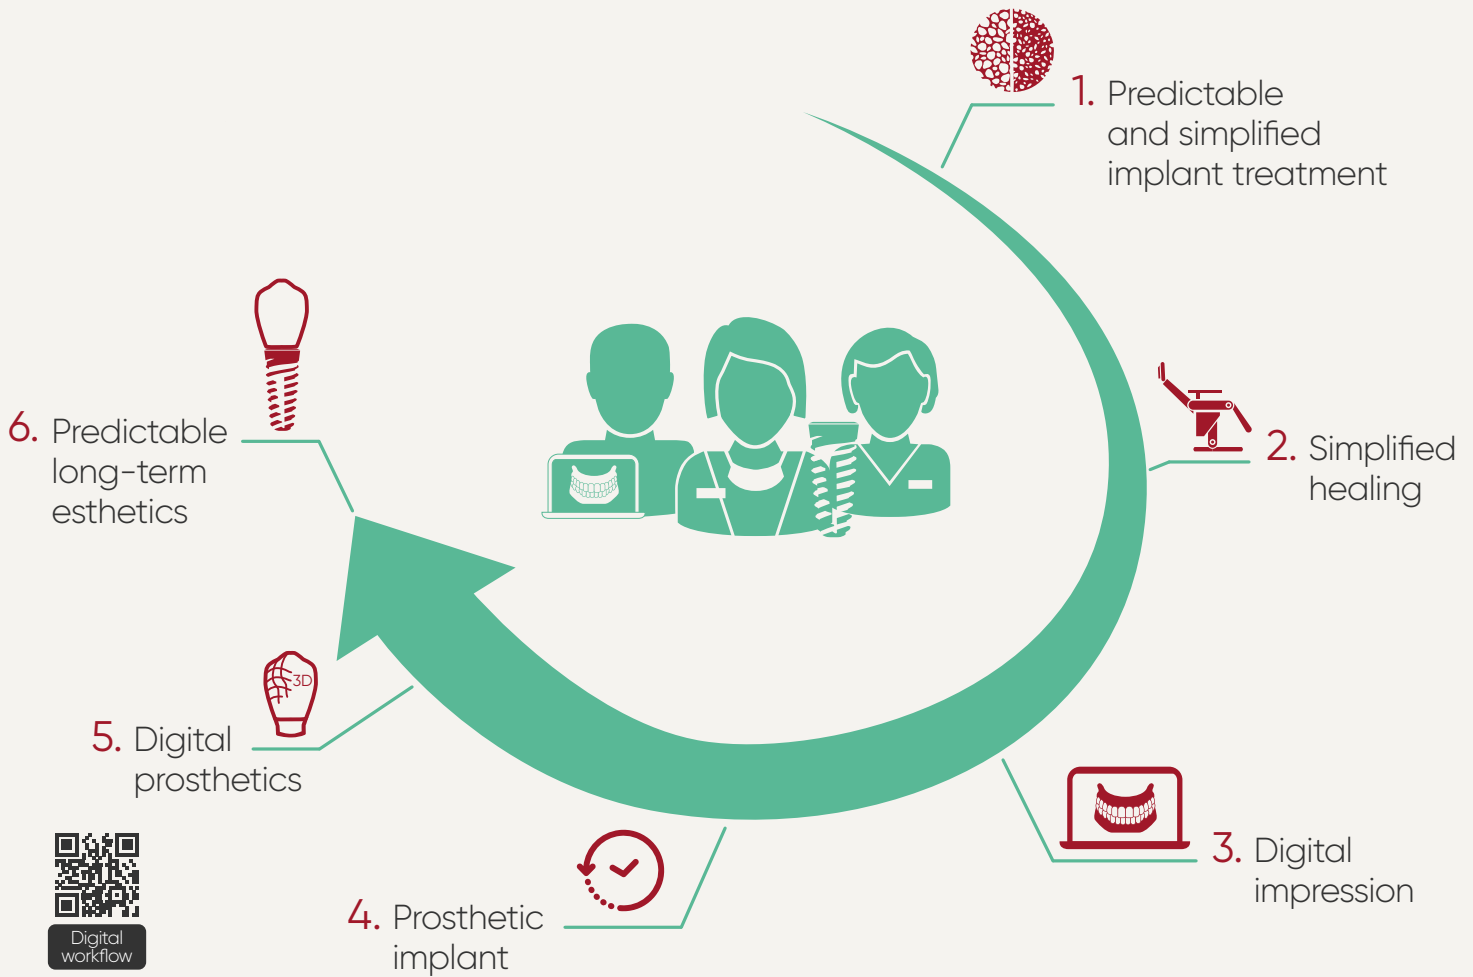 1. Predictable
and simplified
implant treatment
2. Simplified
healing
3. Digital
impression
4. Prosthetic
implant
5. Digital
prosthetics
3D
6. Predictable
long-term
esthetics
Digital
workflow